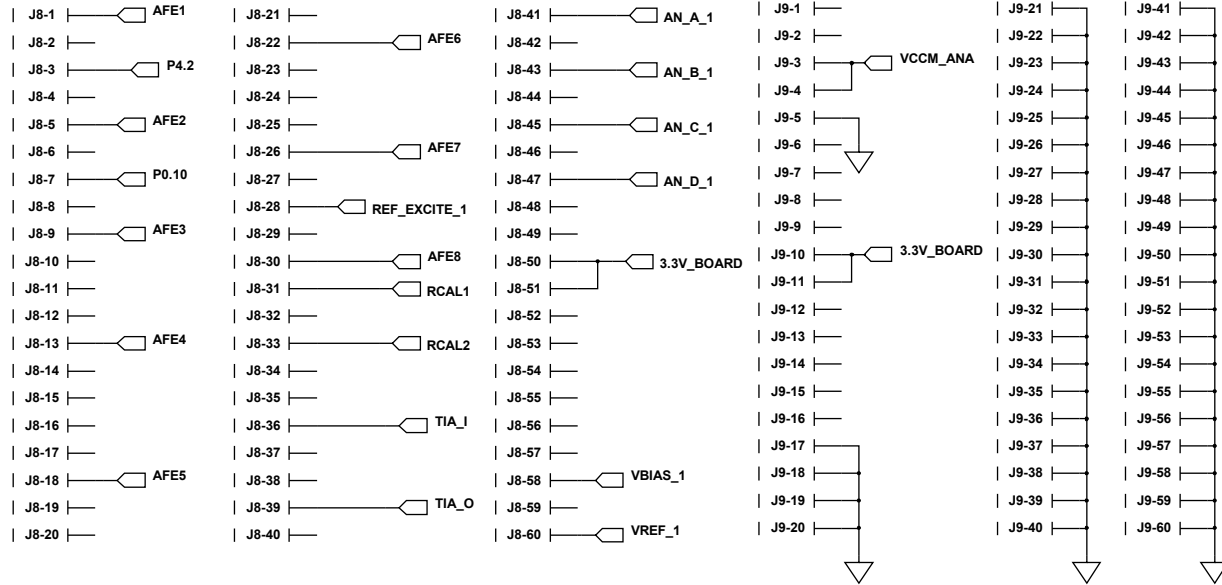 J8-1 AFE1
J8-2
J8-3 P4.2
J8-4
J8-5 AFE2
J8-6
J8-7 P0.10
J8-8
J8-9 AFE3
J8-10
J8-11
J8-12
J8-13 AFE4
J8-14
J8-15
J8-16
J8-17
J8-18 AFE5
J8-19
J8-20
J8-21
J8-22 AFE6
J8-23
J8-24
J8-25
J8-26 AFE7
J8-27
J8-28 REF_EXCITE_1
J8-29
J8-30 AFE8
J8-31 RCAL1
J8-32
J8-33 RCAL2
J8-34
J8-35
J8-36 TIA_I
J8-37
J8-38
J8-39 TIA_O
J8-40
J8-41 AN_A_1
J8-42
J8-43 AN_B_1
J8-44
J8-45 AN_C_1
J8-46
J8-47 AN_D_1
J8-48
J8-49
J8-50 3.3V_BOARD
J8-51
J8-52
J8-53
J8-54
J8-55
J8-56
J8-57
J8-58 VBIAS_1
J8-59
J8-60 VREF_1
J9-1
J9-2
J9-3 VCCM_ANA
J9-4
J9-5
J9-6
J9-7
J9-8
J9-9
J9-10 3.3V_BOARD
J9-11
J9-12
J9-13
J9-14
J9-15
J9-16
J9-17
J9-18
J9-19
J9-20
J9-21
J9-22
J9-23
J9-24
J9-25
J9-26
J9-27
J9-28
J9-29
J9-30
J9-31
J9-32
J9-33
J9-34
J9-35
J9-36
J9-37
J9-38
J9-39
J9-40
J9-41
J9-42
J9-43
J9-44
J9-45
J9-46
J9-47
J9-48
J9-49
J9-50
J9-51
J9-52
J9-53
J9-54
J9-55
J9-56
J9-57
J9-58
J9-59
J9-60